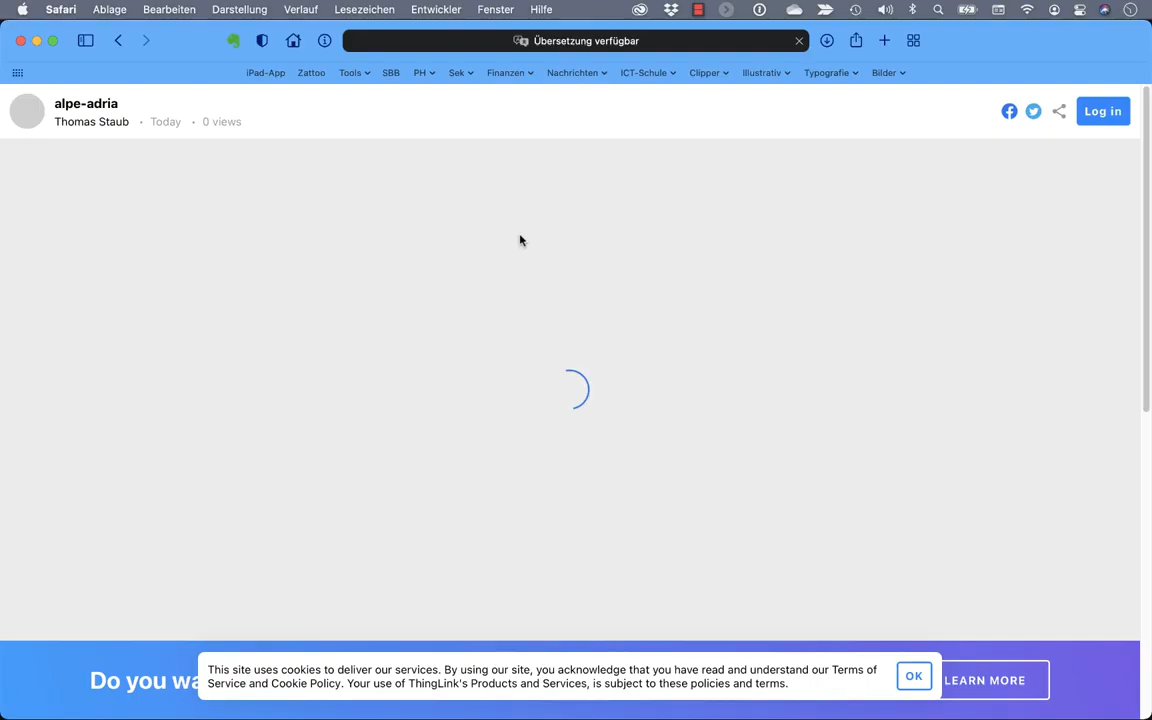 Safari Ablage Bearbeiten Darstellung Verlauf Lesezeichen Entwickler Fenster Hilfe
Übersetzung verfügbar
iPad-App Zattoo Tools SBB PH Sek Finanzen Nachrichten ICT-Schule Clipper Illustrativ Typografie Bilder
alpe-adria
Thomas Staub · Today · 0 views
Log in
Do you wa
This site uses cookies to deliver our services. By using our site, you acknowledge that you have read and understand our Terms of
Service and Cookie Policy. Your use of ThingLink's Products and Services, is subject to these policies and terms.
OK
LEARN MORE